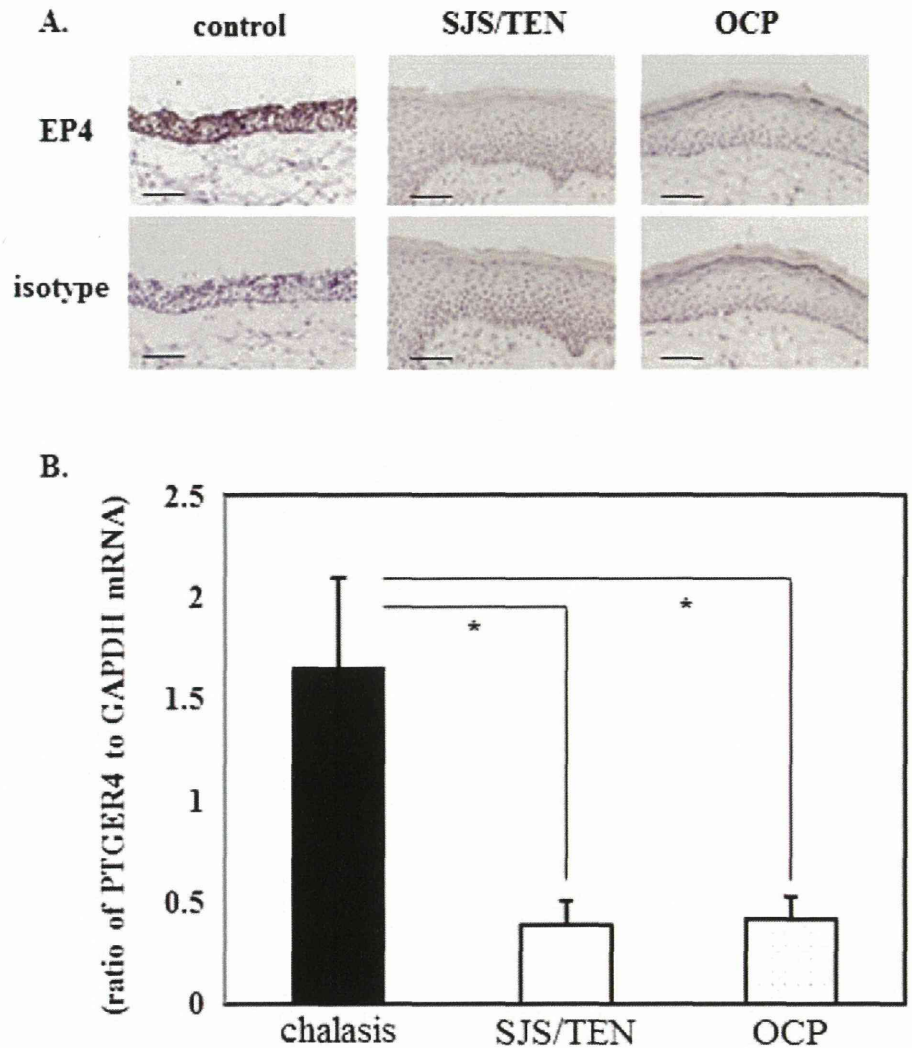 A.
control SJS/TEN OCP
EP4
isotype
B.
(ratio of PTGER4 to GAPDH mRNA)
2.5
2
1.5
1
0.5
0
*
*
chalasis SJS/TEN OCP